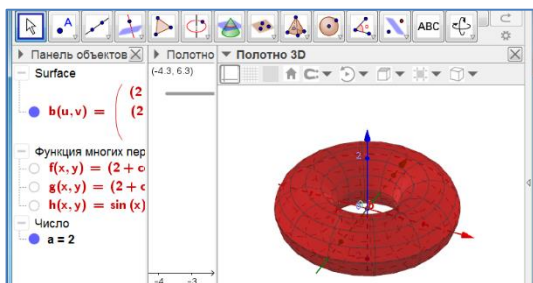 ABC
Панель объектов Полотно Полотно 3D
Surface (-4.3, 6.3)
(2
b(u,v) = (2
Функция многих пер
f(x, y) = (2 + c
g(x, y) = (2 + c
h(x, y) = sin (x)
Число
a = 2
-4 -3
2